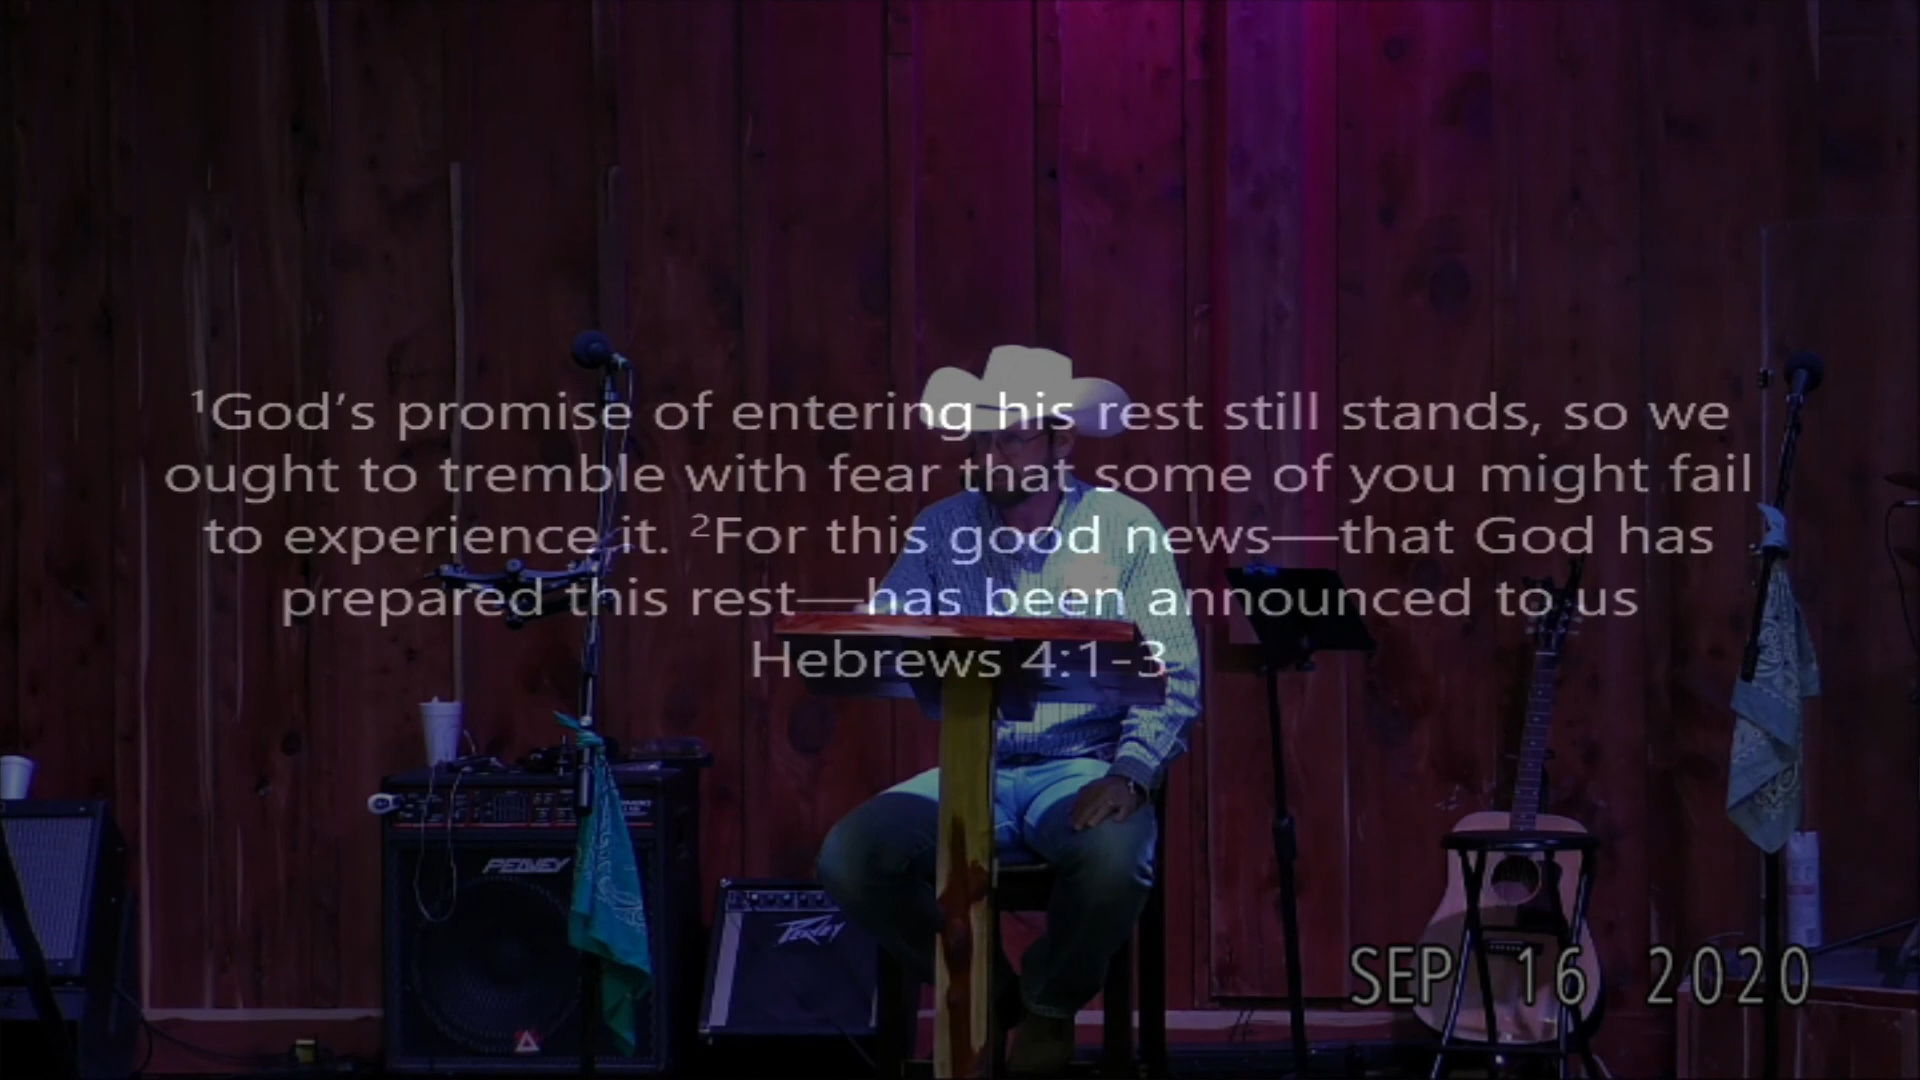 ¹God’s promise of entering his rest still stands, so we
ought to tremble with fear that some of you might fail
to experience it. ²For this good news—that God has
prepared this rest—has been announced to us
Hebrews 4:1-3
PEAVEY
PEAVEY
SEP 16 2020